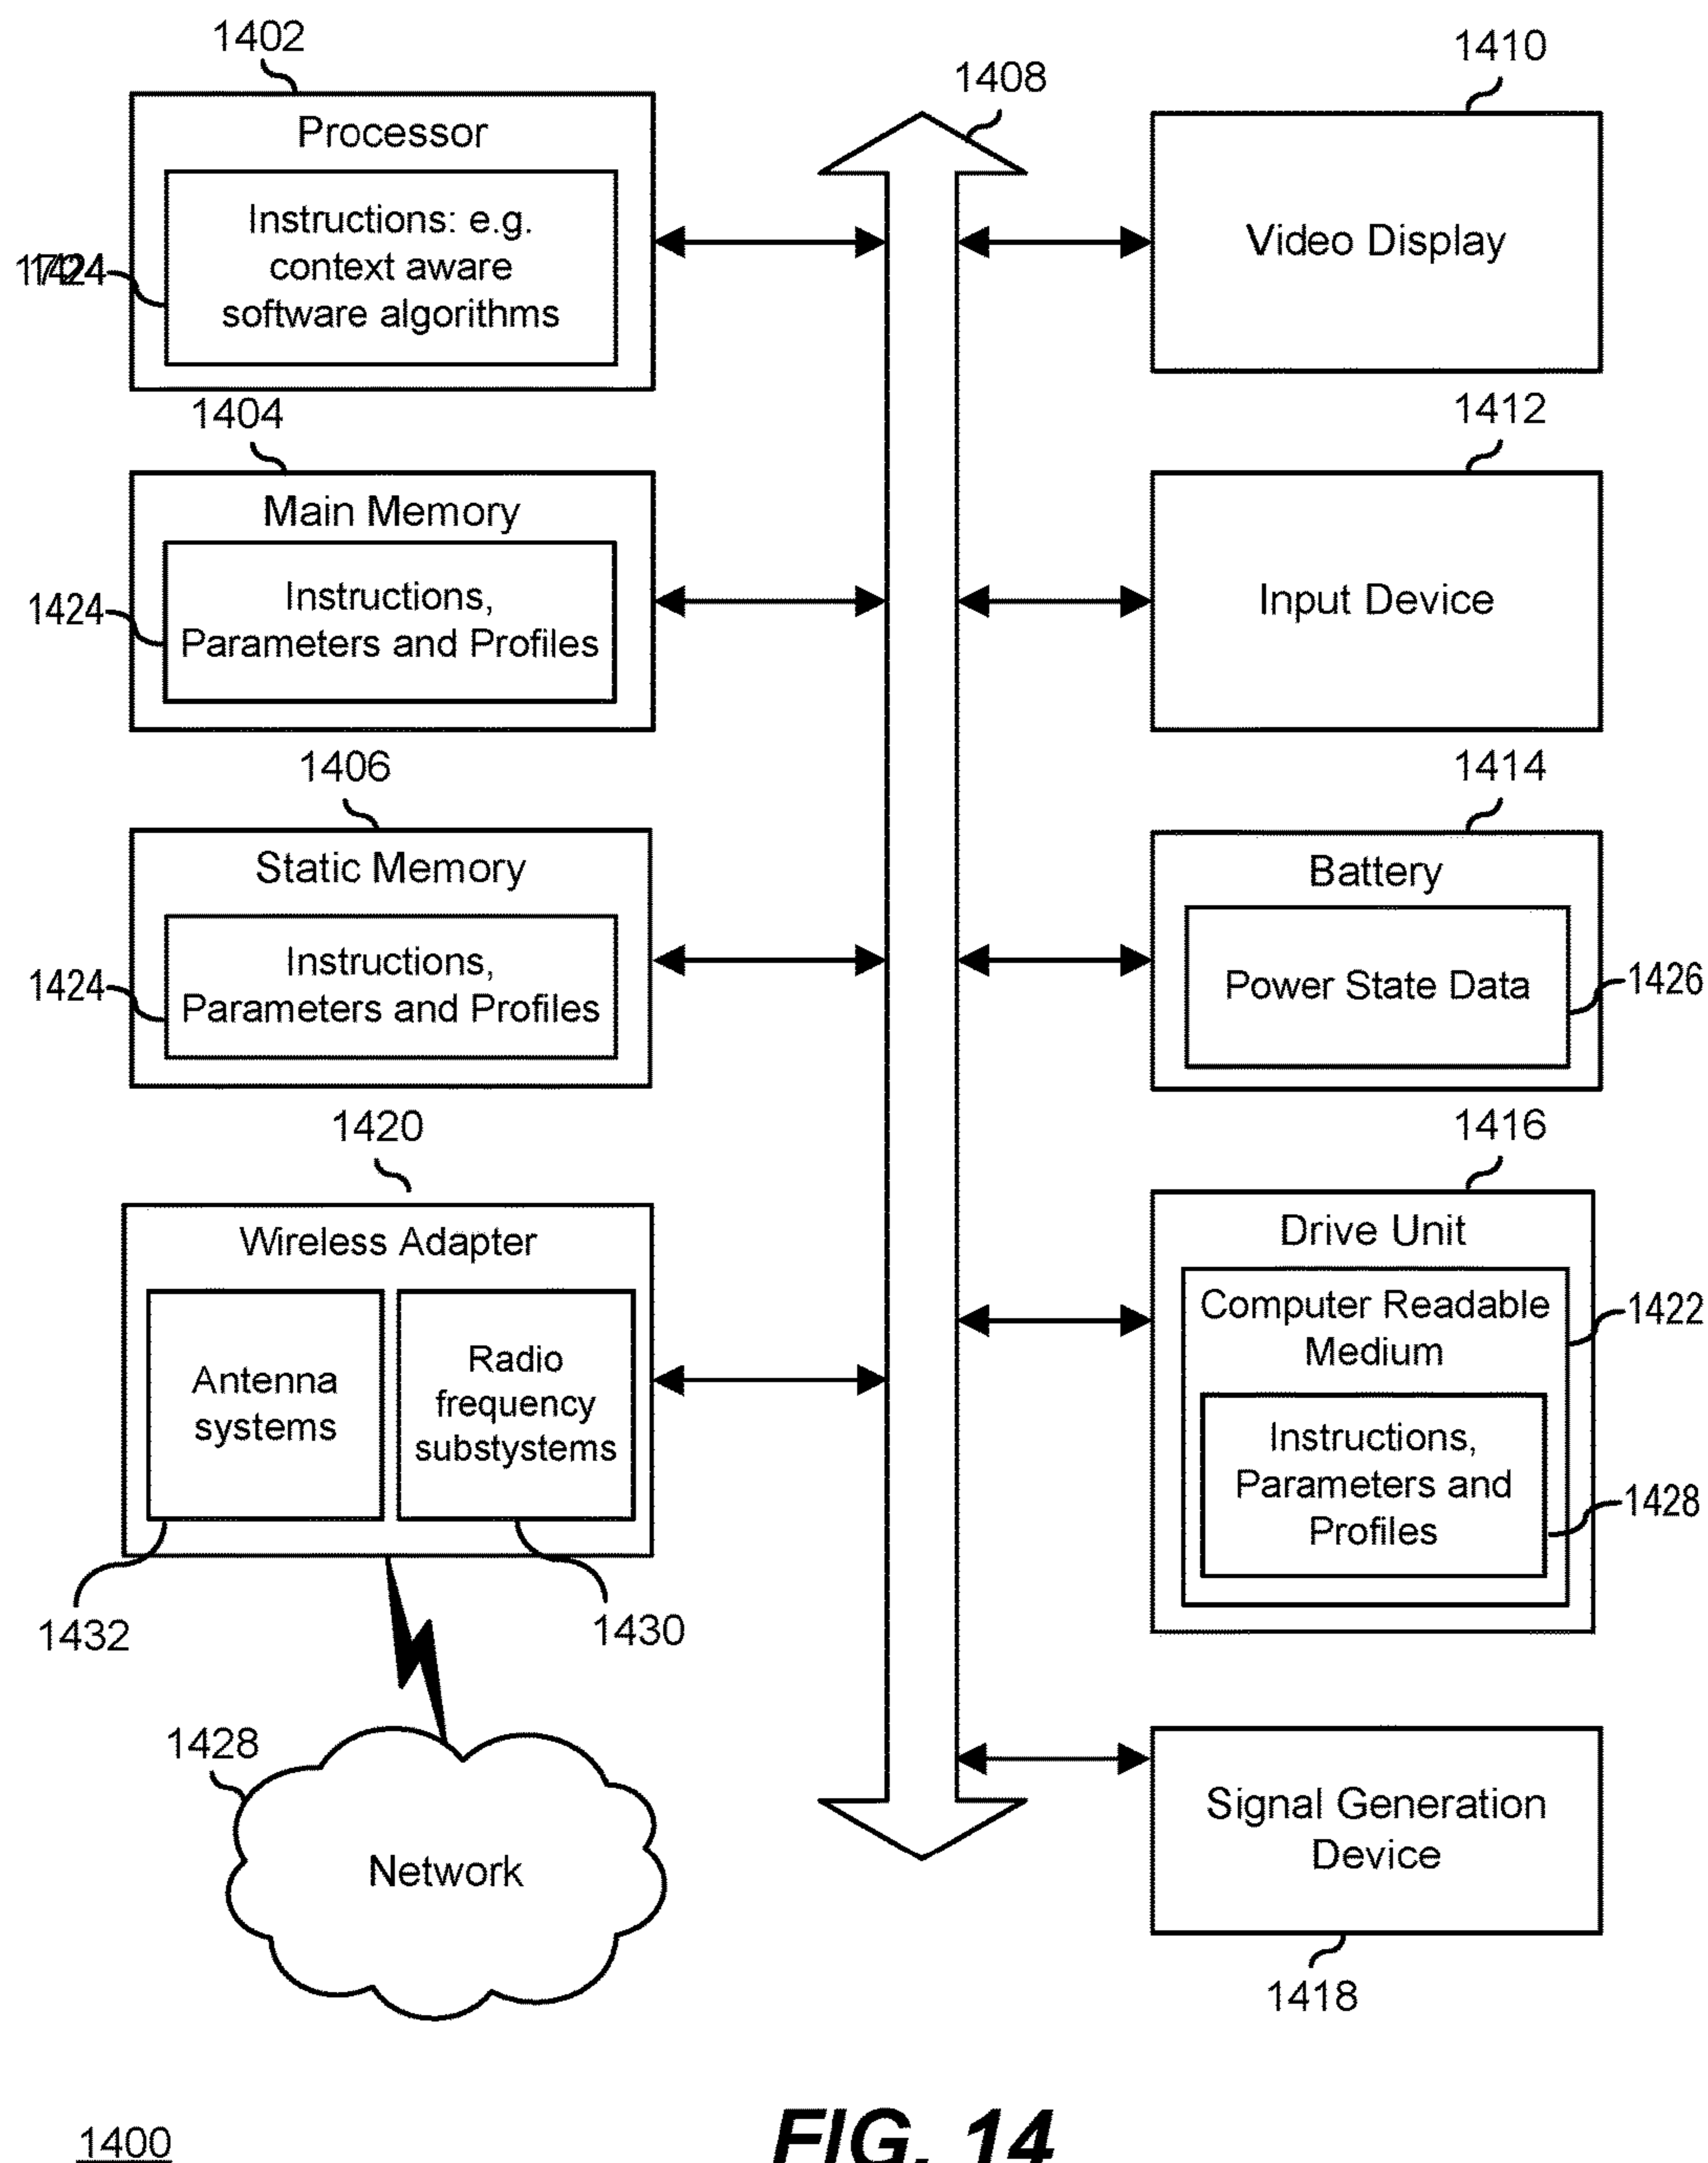 1402
Processor
Instructions: e.g.
context aware
software algorithms
1424
1404
Main Memory
Instructions,
Parameters and Profiles
1424
1406
Static Memory
Instructions,
Parameters and Profiles
1424
1420
Wireless Adapter
Antenna
systems
Radio
frequency
substystems
1432
1430
1428
Network
1408
1410
Video Display
1412
Input Device
1414
Battery
Power State Data
1426
1416
Drive Unit
Computer Readable
Medium
1422
Instructions,
Parameters and
Profiles
1428
Signal Generation
Device
1418
1400
FIG. 14